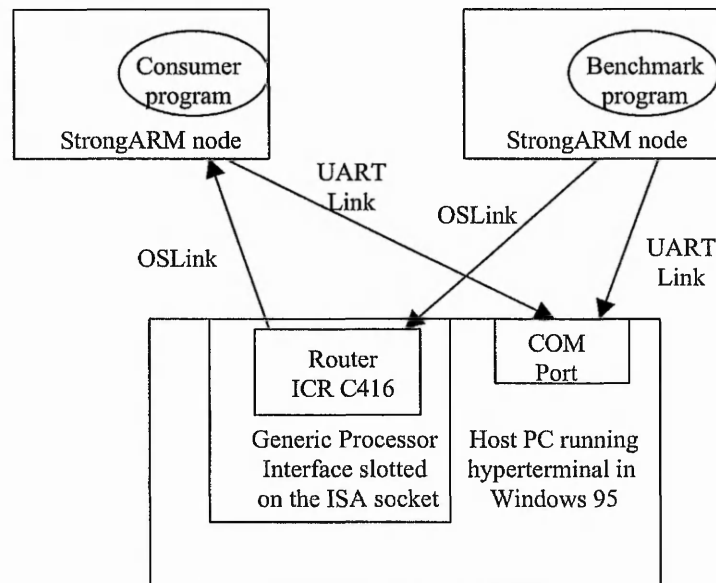 Consumer
program
StrongARM node
Benchmark
program
StrongARM node
UART
Link
OSLink
OSLink
UART
Link
Router
ICR C416
COM
Port
Generic Processor
Interface slotted
on the ISA socket
Host PC running
hyperterminal in
Windows 95